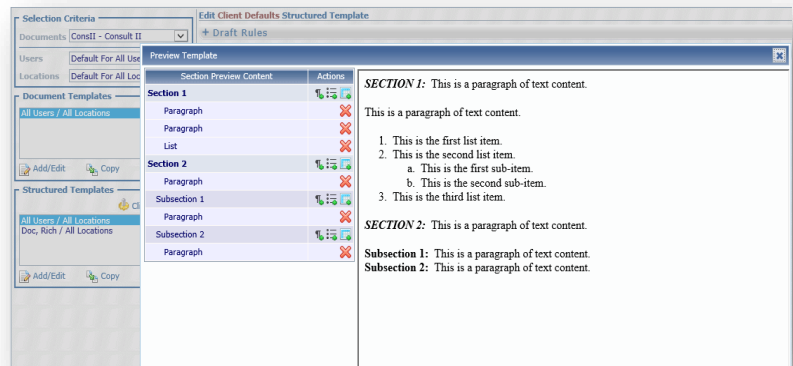 Selection Criteria
Documents ConsII - Consult II
Users Default For All Use
Locations Default For All Loc
Document Templates
All Users / All Locations
Add/Edit Copy
Structured Templates
Cl
All Users / All Locations
Doc, Rich / All Locations
Add/Edit Copy
Edit Client Defaults Structured Template
+ Draft Rules
Preview Template
Section Preview Content Actions
Section 1
Paragraph
Paragraph
List
Section 2
Paragraph
Subsection 1
Paragraph
Subsection 2
Paragraph
SECTION 1: This is a paragraph of text content.
This is a paragraph of text content.
1. This is the first list item.
2. This is the second list item.
a. This is the first sub-item.
b. This is the second sub-item.
3. This is the third list item.
SECTION 2: This is a paragraph of text content.
Subsection 1: This is a paragraph of text content.
Subsection 2: This is a paragraph of text content.